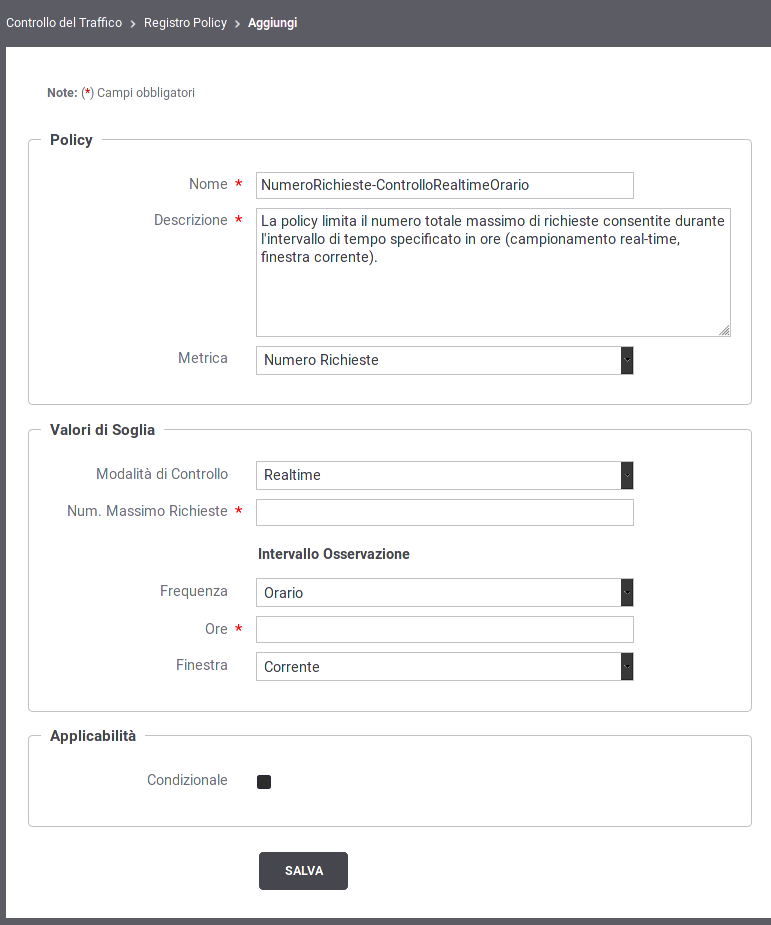 Controllo del Traffico > Registro Policy > Aggiungi
Note: (*) Campi obbligatori
Policy
Nome * NumeroRichieste-ControlloRealtimeOrario
Descrizione * La policy limita il numero totale massimo di richieste consentite durante
l'intervallo di tempo specificato in ore (campionamento real-time,
finestra corrente).
Metrica Numero Richieste
Valori di Soglia
Modalità di Controllo Realtime
Num. Massimo Richieste *
Intervallo Osservazione
Frequenza Orario
Ore *
Finestra Corrente
Applicabilità
Condizionale
SALVA